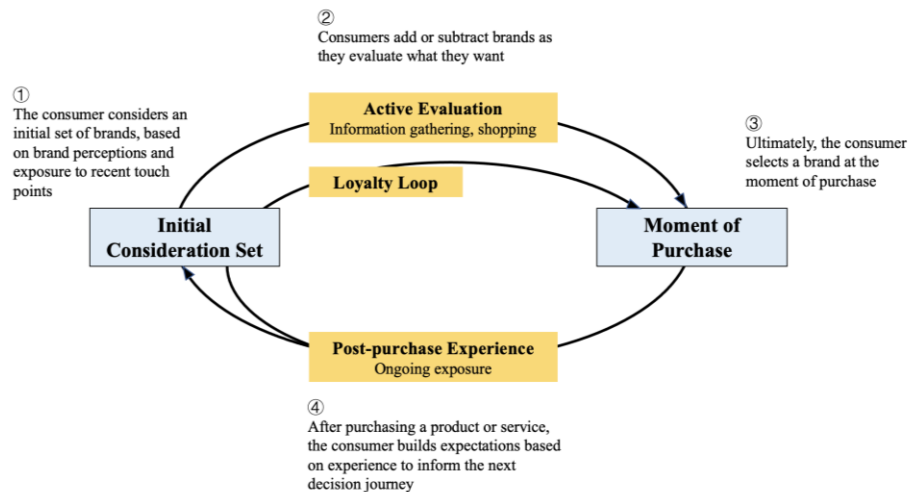 ②
Consumers add or subtract brands as
they evaluate what they want
①
The consumer considers an
initial set of brands, based
on brand perceptions and
exposure to recent touch
points
Active Evaluation
Information gathering, shopping
③
Ultimately, the consumer
selects a brand at the
moment of purchase
Loyalty Loop
Initial
Consideration Set
Moment of
Purchase
Post-purchase Experience
Ongoing exposure
④
After purchasing a product or service,
the consumer builds expectations based
on experience to inform the next
decision journey